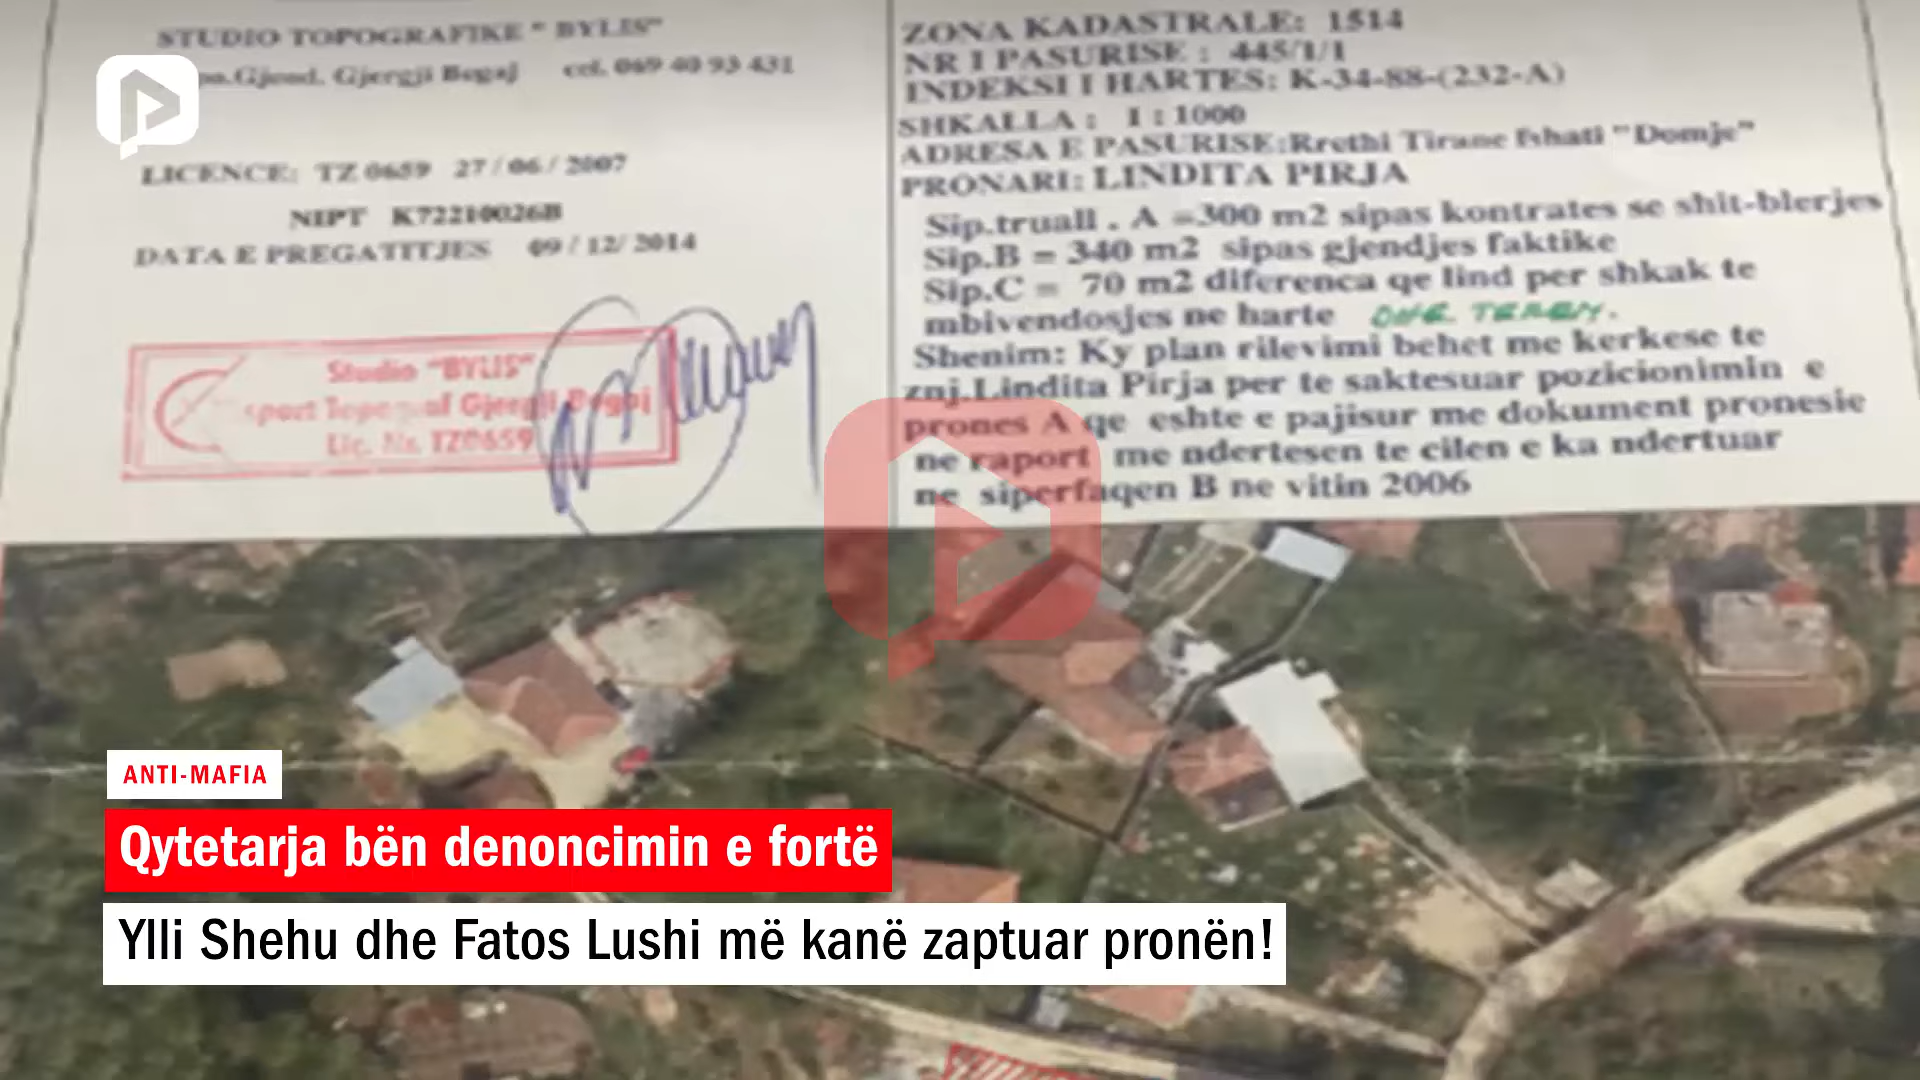 STUDIO TOPOGRAFIKE " BYLIS"
Gjeod. Gjergji Begaj cel. 069 40 93 431
LICENCE: TZ 0659 27 / 06 / 2007
NIPT K72210026B
DATA E PREGATITJES 09 / 12/ 2014
Studio "BYLIS"
Gjergji Begaj
Lic. Nr. TZ0659
ZONA KADASTRALE: 1514
NR I PASURISE : 445/1/1
INDEKSI I HARTES: K-34-88-(232-A)
SHKALLA : 1 : 1000
ADRESA E PASURISE:Rrethi Tirane fshati "Domje"
PRONARI: LINDITA PIRJA
Sip.truall . A =300 m2 sipas kontrates se shit-blerjes
Sip.B = 340 m2 sipas gjendjes faktike
Sip.C = 70 m2 diferenca qe lind per shkak te
mbivendosjes ne harte DHE TEREN.
Shenim: Ky plan rilevimi behet me kerkese te
znj.Lindita Pirja per te saktesuar pozicionimin e
prones A qe eshte e pajisur me dokument pronesie
ne raport me ndertesen te cilen e ka ndertuar
ne siperfaqen B ne vitin 2006
ANTI-MAFIA
Qytetarja bën denoncimin e fortë
Ylli Shehu dhe Fatos Lushi më kanë zaptuar pronën!